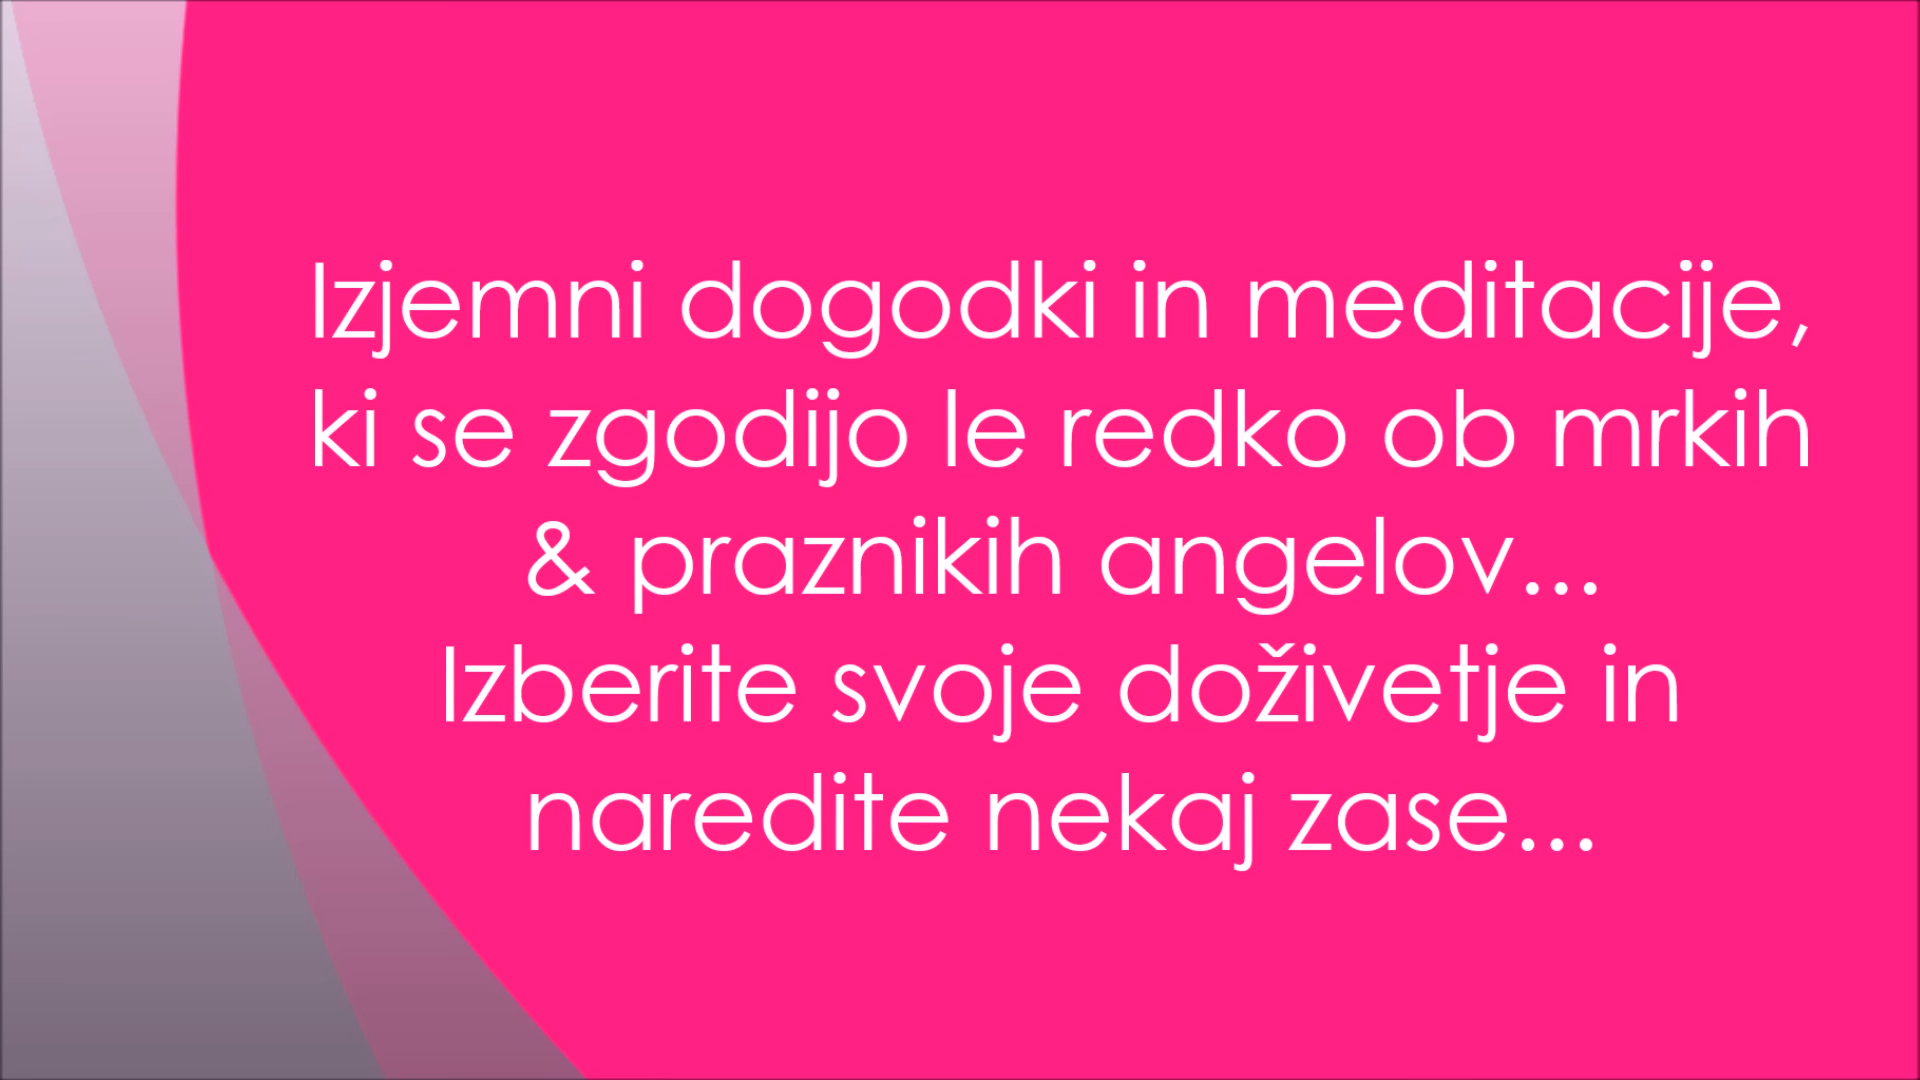 Izjemni dogodki in meditacije,
ki se zgodijo le redko ob mrkih
& praznikih angelov...
Izberite svoje doživetje in
naredite nekaj zase...